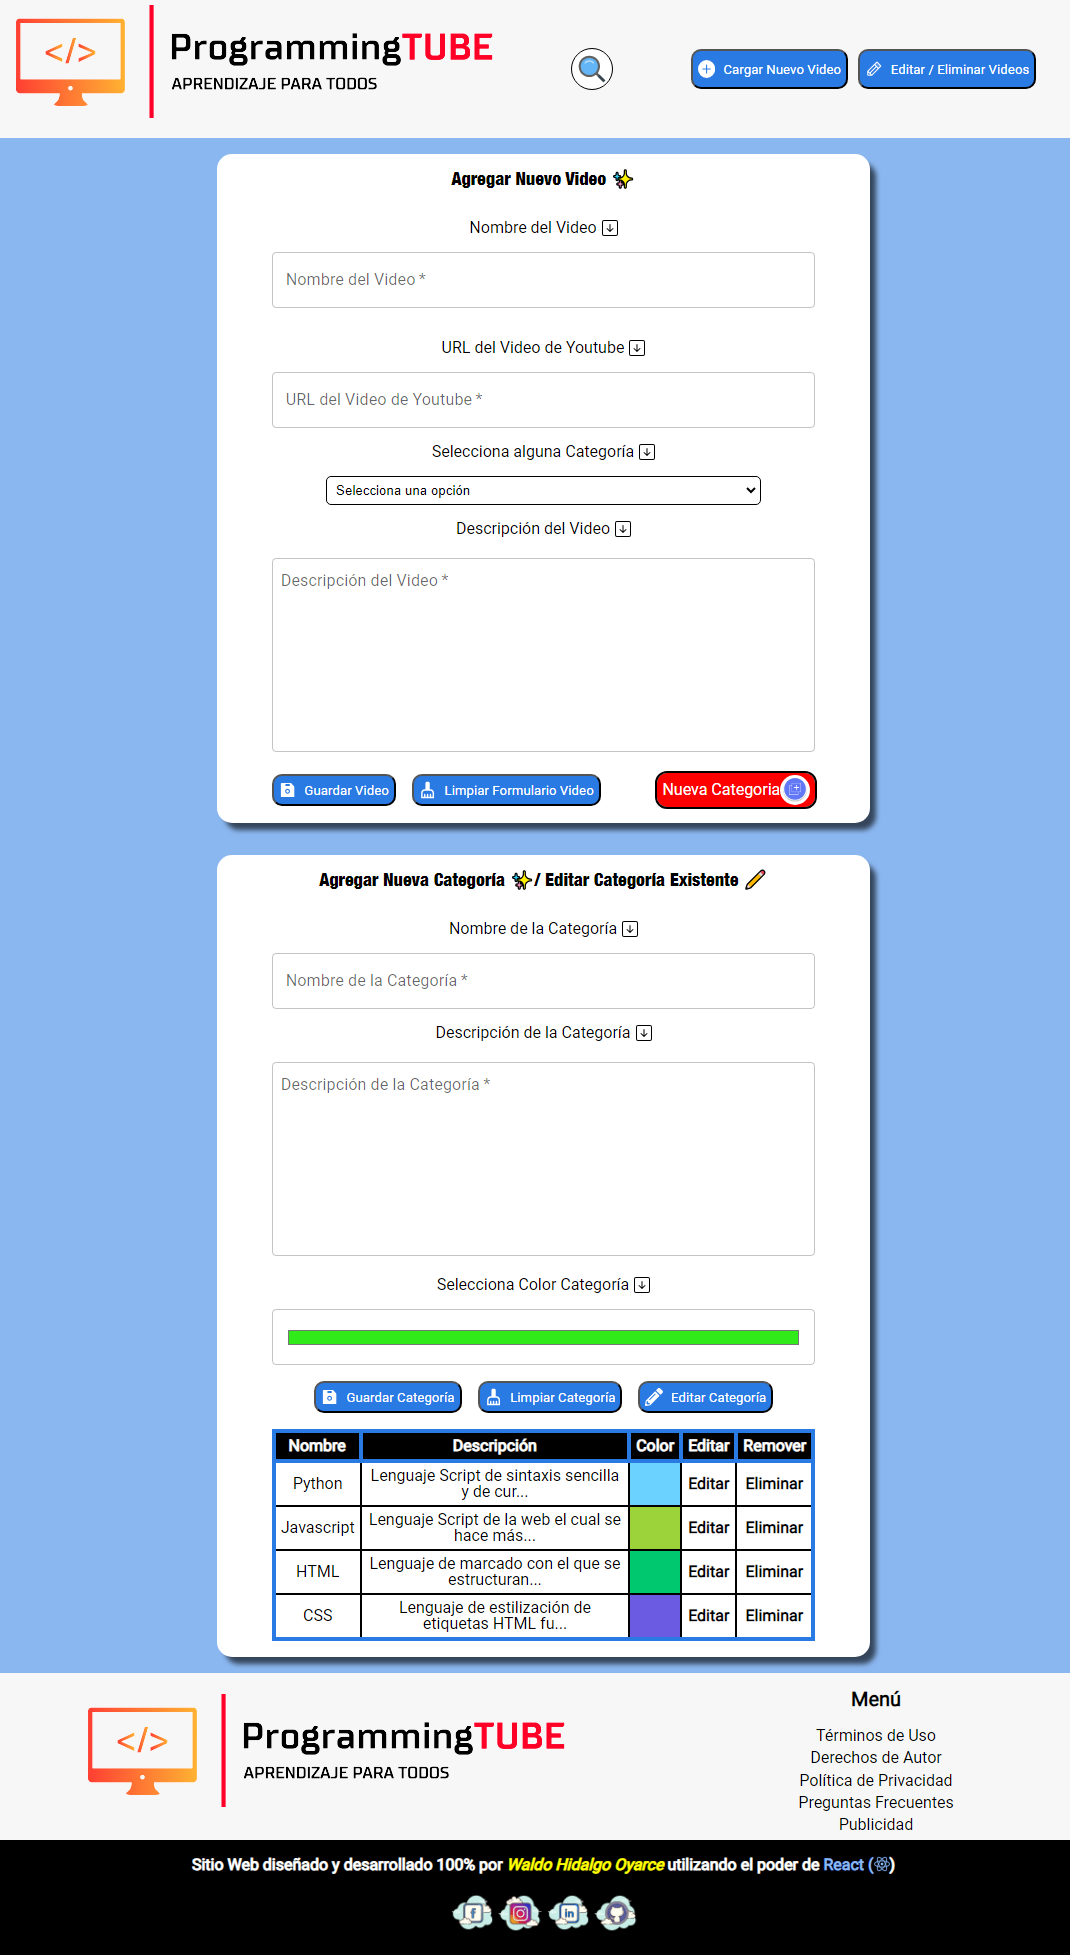 </>
ProgrammingTUBE
APRENDIZAJE PARA TODOS
Cargar Nuevo Video
Editar / Eliminar Videos
Agregar Nuevo Video
Nombre del Video
Nombre del Video *
URL del Video de Youtube
URL del Video de Youtube *
Selecciona alguna Categoría
Selecciona una opción
Descripción del Video
Descripción del Video *
Guardar Video
Limpiar Formulario Video
Nueva Categoria
Agregar Nueva Categoría / Editar Categoría Existente
Nombre de la Categoría
Nombre de la Categoría *
Descripción de la Categoría
Descripción de la Categoría *
Selecciona Color Categoría
Guardar Categoría
Limpiar Categoría
Editar Categoría
Nombre Descripción Color Editar Remover
Python Lenguaje Script de sintaxis sencilla Editar Eliminar
y de cur...
Javascript Lenguaje Script de la web el cual se Editar Eliminar
hace más...
HTML Lenguaje de marcado con el que se Editar Eliminar
estructuran...
CSS Lenguaje de estilización de Editar Eliminar
etiquetas HTML fu...
</>
ProgrammingTUBE
APRENDIZAJE PARA TODOS
Menú
Términos de Uso
Derechos de Autor
Política de Privacidad
Preguntas Frecuentes
Publicidad
Sitio Web diseñado y desarrollado 100% por Waldo Hidalgo Oyarce utilizando el poder de React ()
f
in